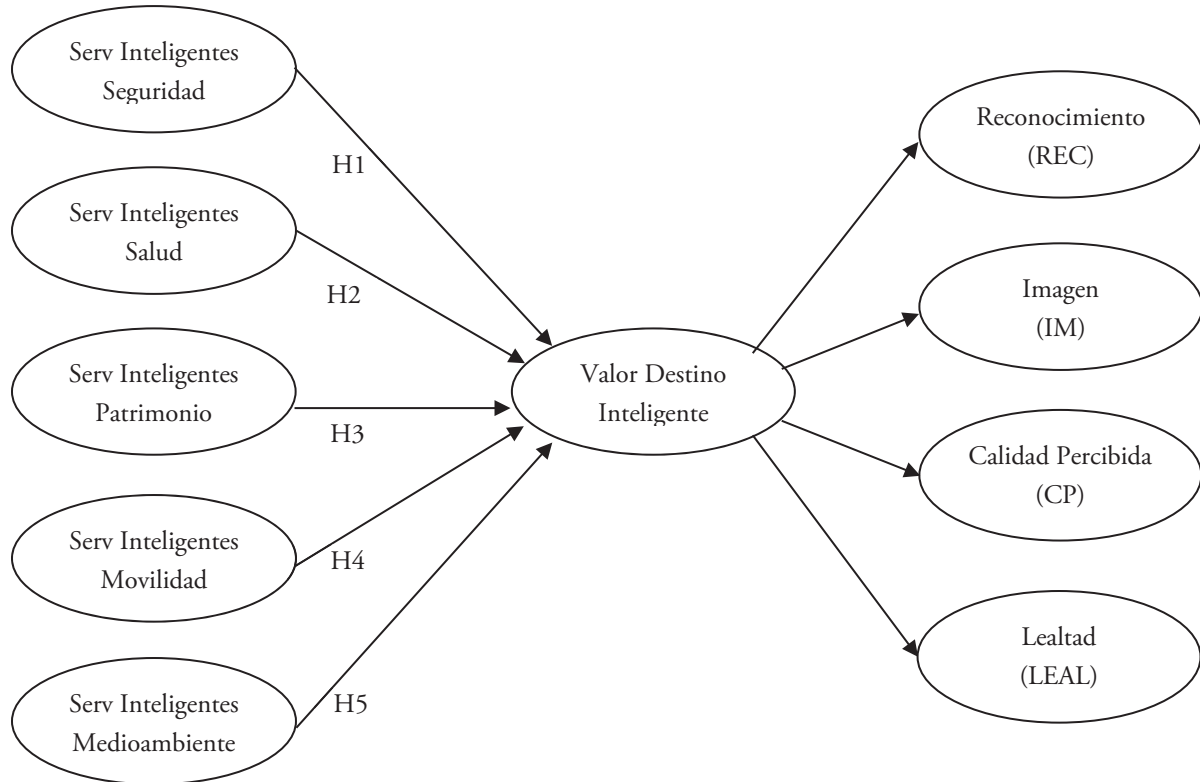 Serv Inteligentes
Seguridad
H1
Serv Inteligentes
Salud
H2
Serv Inteligentes
Patrimonio
H3
Serv Inteligentes
Movilidad
H4
Serv Inteligentes
Medioambiente
H5
Valor Destino
Inteligente
Reconocimiento
(REC)
Imagen
(IM)
Calidad Percibida
(CP)
Lealtad
(LEAL)